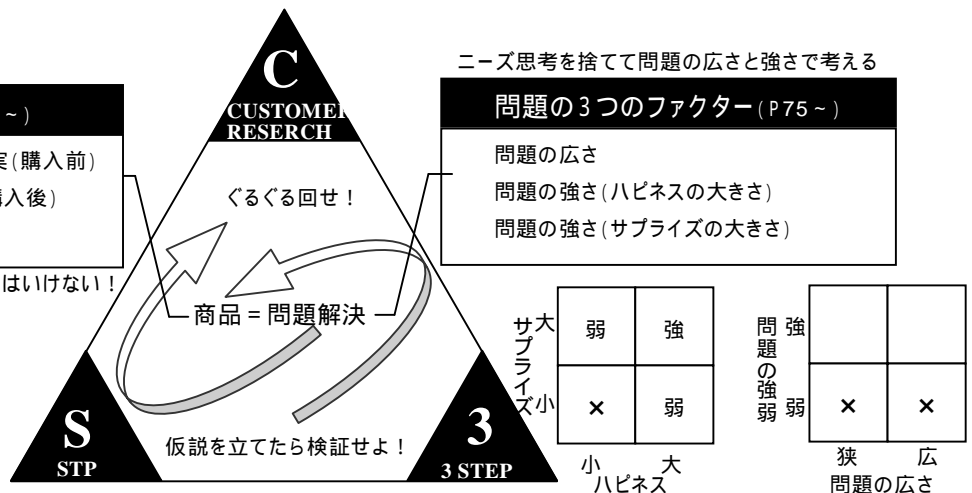 C
CUSTOMER
RESERCH
ぐるぐる回せ！
商品 = 問題解決
仮説を立てたら検証せよ！
S
STP
3
3 STEP
～)
実(購入前)
購入後)
はいけない！
ニーズ思考を捨てて問題の広さと強さで考える
問題の3つのファクター(P75～)
問題の広さ
問題の強さ(ハピネスの大きさ)
問題の強さ(サプライズの大きさ)
サプライズ
大
弱 強
小
× 弱
小 大
ハピネス
問題の強弱
強
弱
× ×
狭 広
問題の広さ